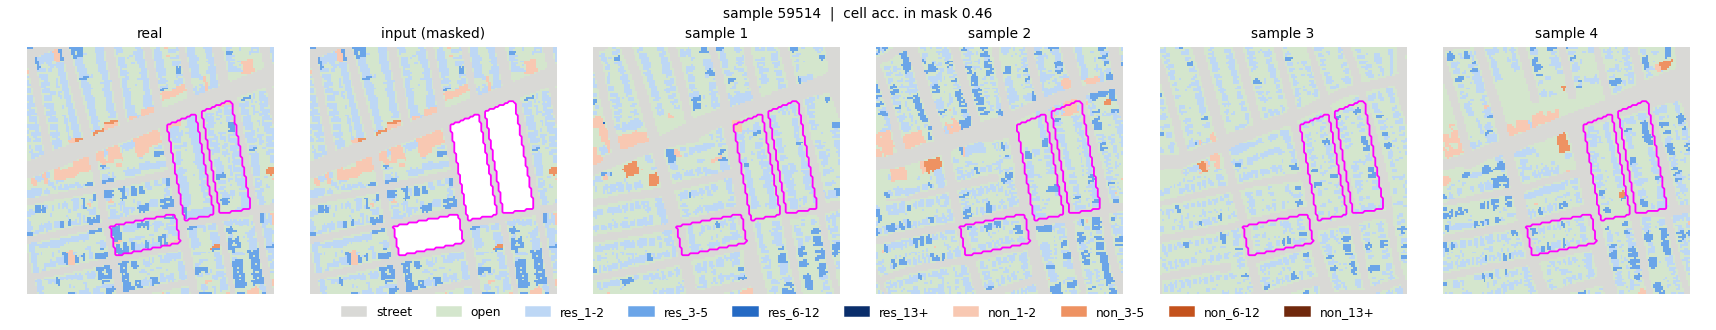 sample 59514 | cell acc. in mask 0.46
real
input (masked)
sample 1
sample 2
sample 3
sample 4
street
open
res_1-2
res_3-5
res_6-12
res_13+
non_1-2
non_3-5
non_6-12
non_13+